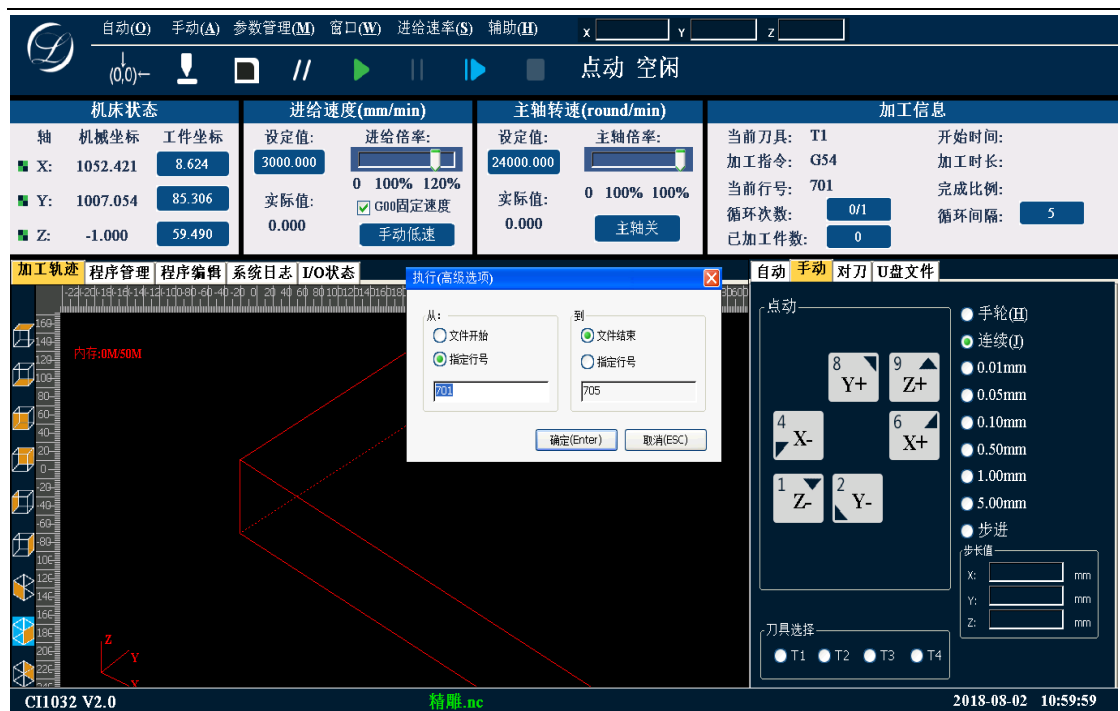 自动(O) 手动(A) 参数管理(M) 窗口(W) 进给速率(S) 辅助(H) X Y Z
(0,0)← // 点动 空闲
机床状态 进给速度(mm/min) 主轴转速(round/min) 加工信息
轴 机械坐标 工件坐标 设定值: 进给倍率: 设定值: 主轴倍率: 当前刀具: T1 开始时间:
X: 1052.421 8.624 3000.000 24000.000 加工指令: G54 加工时长:
0 100% 120% 0 100% 100% 当前行号: 701 完成比例:
Y: 1007.054 85.306 实际值: G00固定速度 实际值: 循环次数: 0/1 循环间隔: 5
Z: -1.000 59.490 0.000 手动低速 0.000 主轴关 已加工件数: 0
加工轨迹 程序管理 程序编辑 系统日志 I/O状态
执行(高级选项)
从: 到
文件开始 文件结束
指定行号 指定行号
701 705
确定(Enter) 取消(ESC)
内存:0M/50M
Z
Y
X
自动 手动 对刀 U盘文件
点动
8 Y+ 9 Z+
4 X- 6 X+
1 Z- 2 Y-
手轮(H)
连续(J)
0.01mm
0.05mm
0.10mm
0.50mm
1.00mm
5.00mm
步进
步长值
X: mm
Y: mm
Z: mm
刀具选择
T1 T2 T3 T4
CI1032 V2.0 精雕.nc 2018-08-02 10:59:59